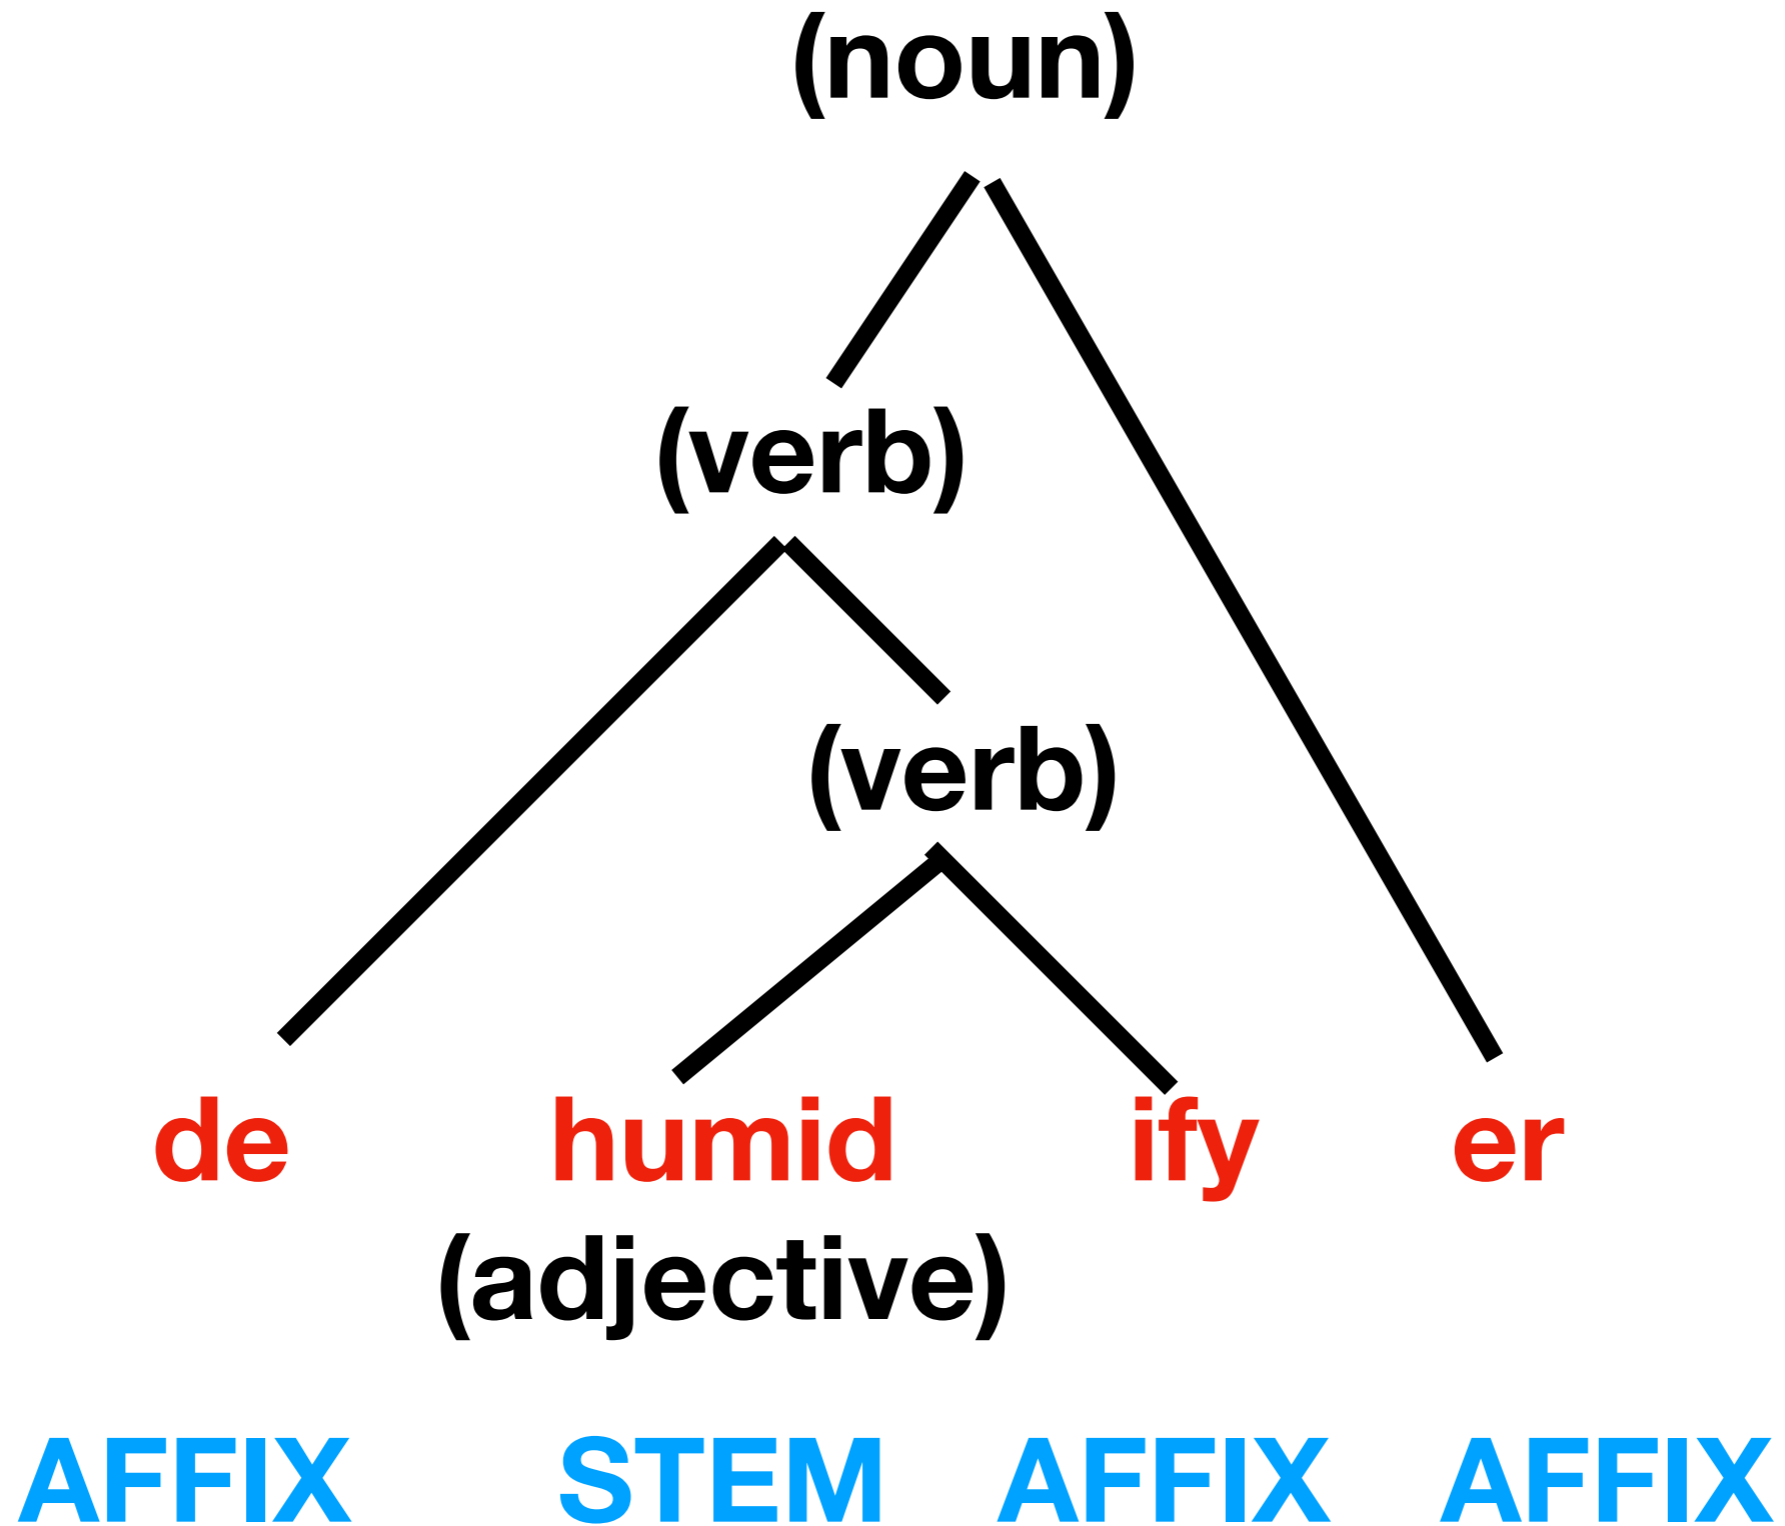 (noun)
(verb)
(verb)
de humid ify er
(adjective)
AFFIX STEM AFFIX AFFIX